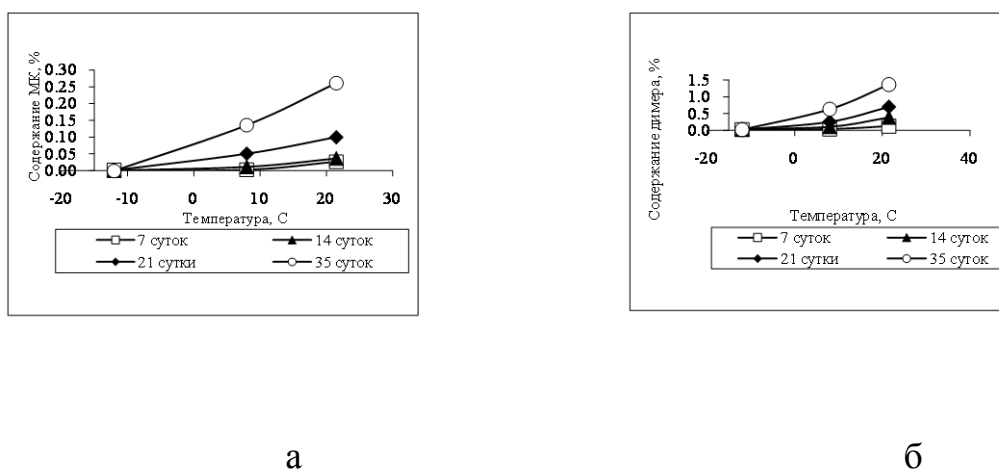 Содержание МК, %
0.30
0.25
0.20
0.15
0.10
0.05
0.00
-20 -10 0 10 20 30
Температура, С
7 суток 14 суток
21 сутки 35 суток
Содержание димера, %
1.5
1.0
0.5
0.0
-20 0 20 40
Температура, С
7 суток 14 суток
21 сутки 35 суток
а б